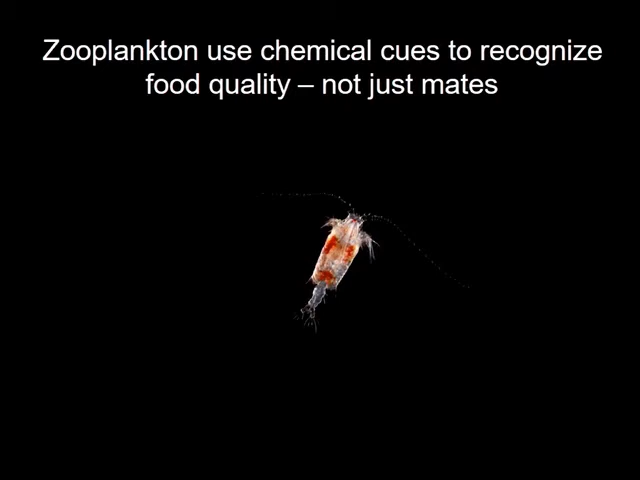 Zooplankton use chemical cues to recognize
food quality – not just mates